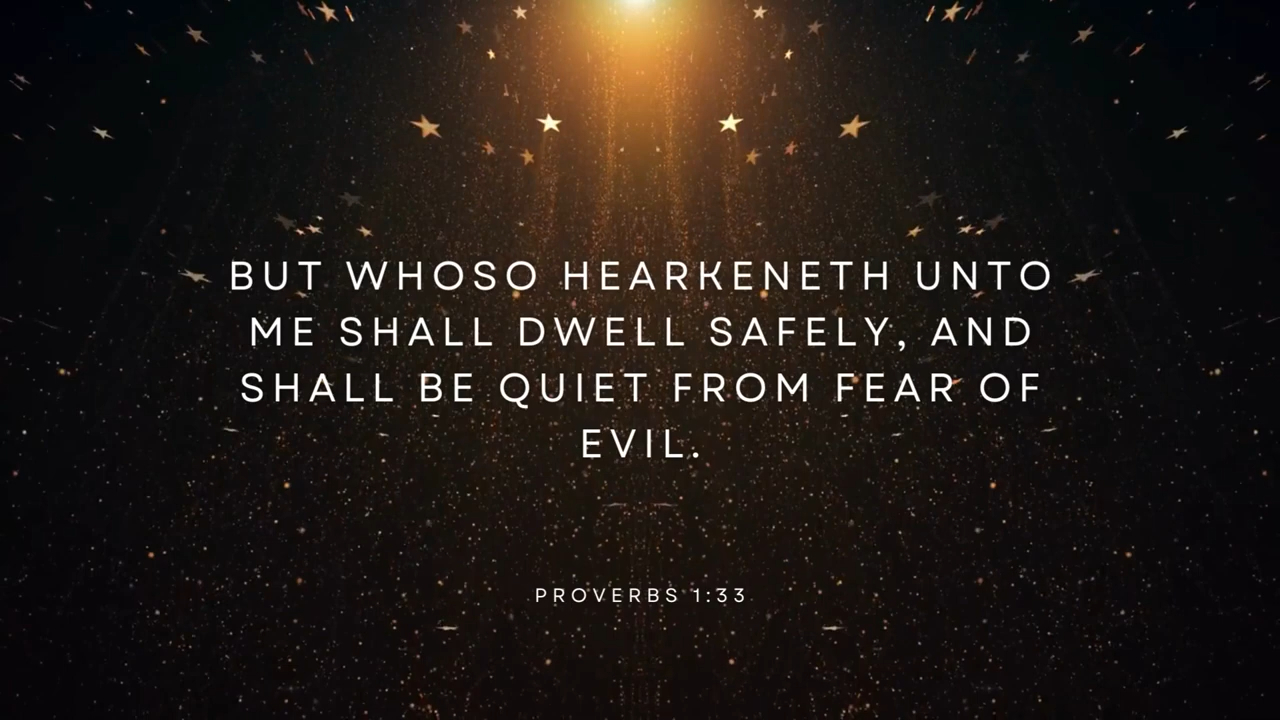 BUT WHOSO HEARKENETH UNTO
ME SHALL DWELL SAFELY, AND
SHALL BE QUIET FROM FEAR OF
EVIL.
PROVERBS 1:33